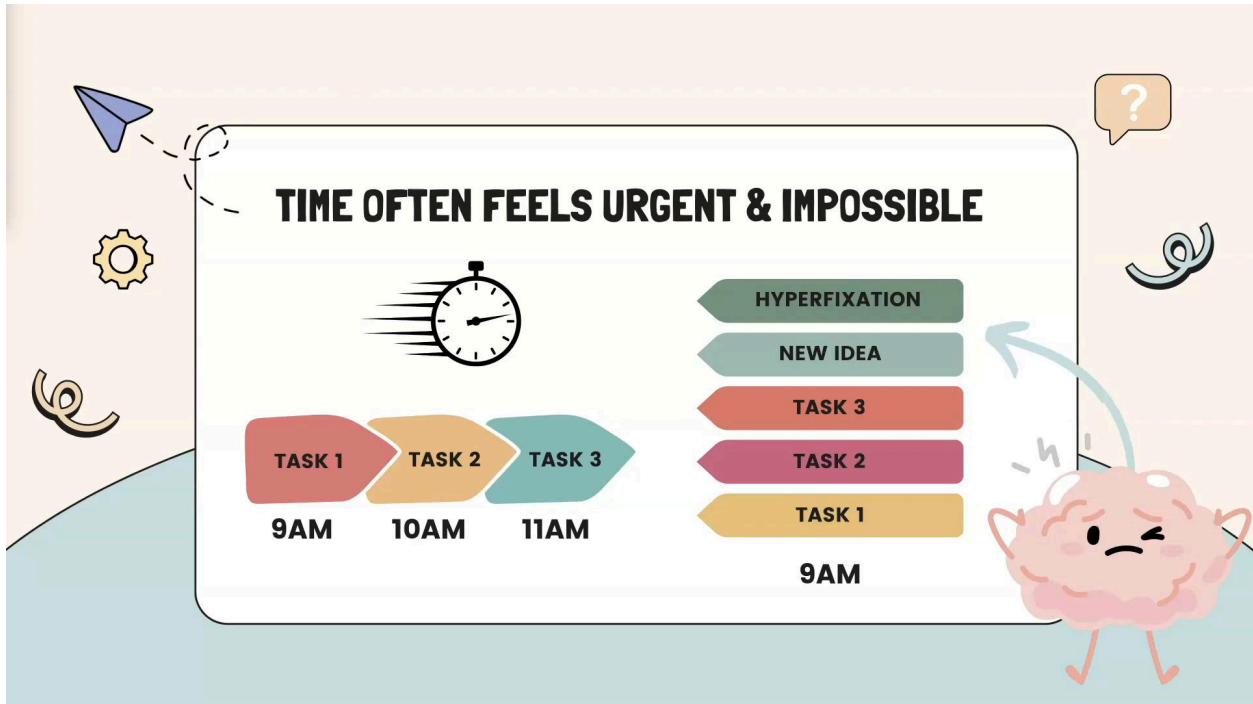 ?
TIME OFTEN FEELS URGENT & IMPOSSIBLE
TASK 1
TASK 2
TASK 3
9AM
10AM
11AM
HYPERFIXATION
NEW IDEA
TASK 3
TASK 2
TASK 1
9AM